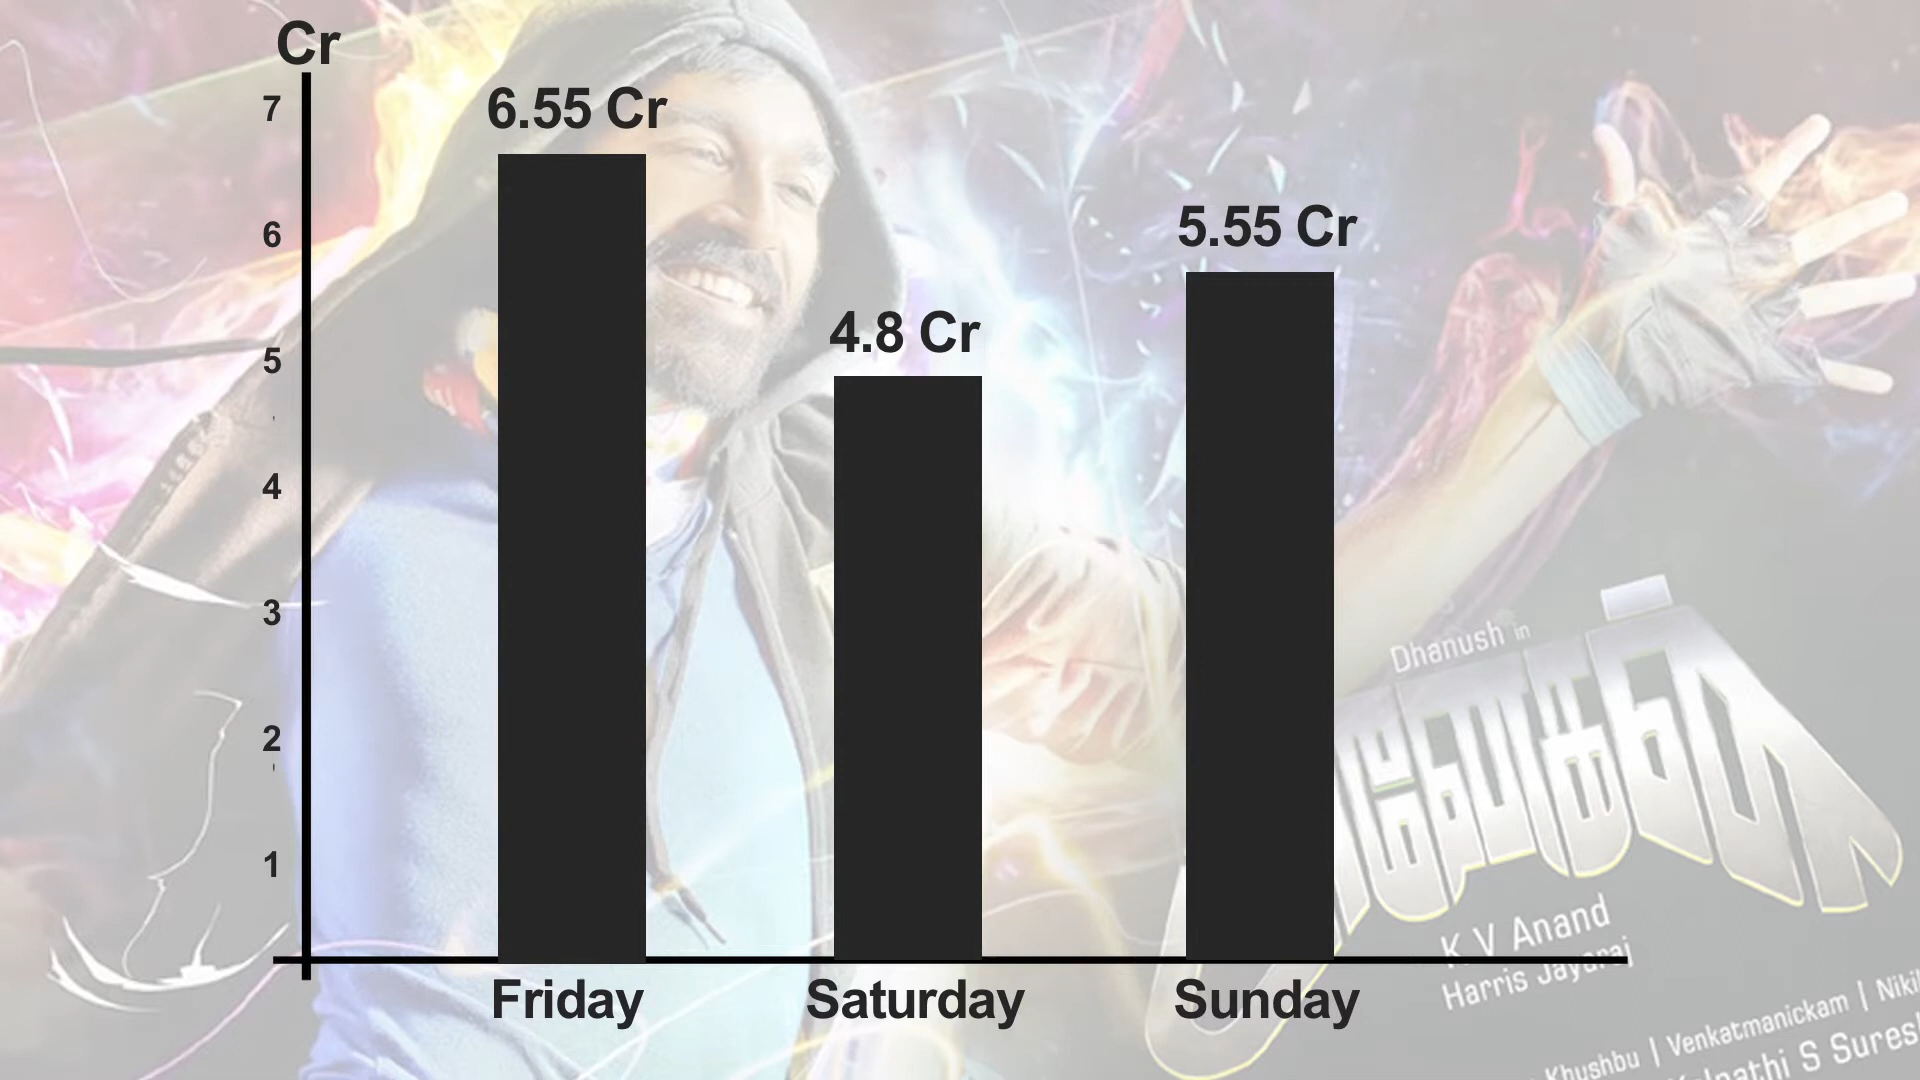 Cr
7
6
5
4
3
2
1
6.55 Cr
4.8 Cr
5.55 Cr
Friday
Saturday
Sunday
Dhanush in
K V Anand
Harris Jayaraj
Khushbu | Venkatmanickam |
S